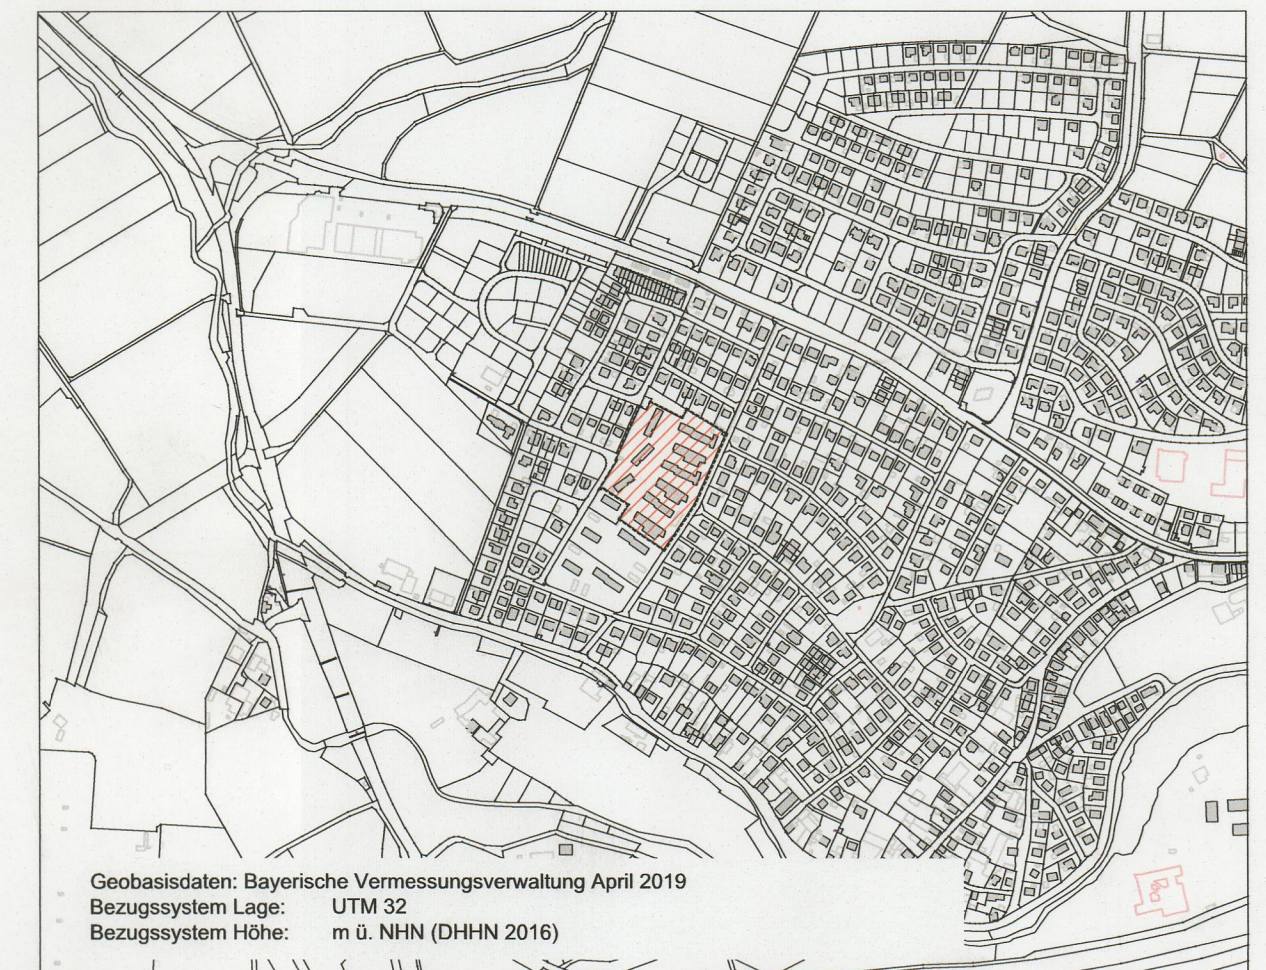 Geobasisdaten: Bayerische Vermessungsverwaltung April 2019
Bezugssystem Lage: UTM 32
Bezugssystem Höhe: m ü. NHN (DHHN 2016)